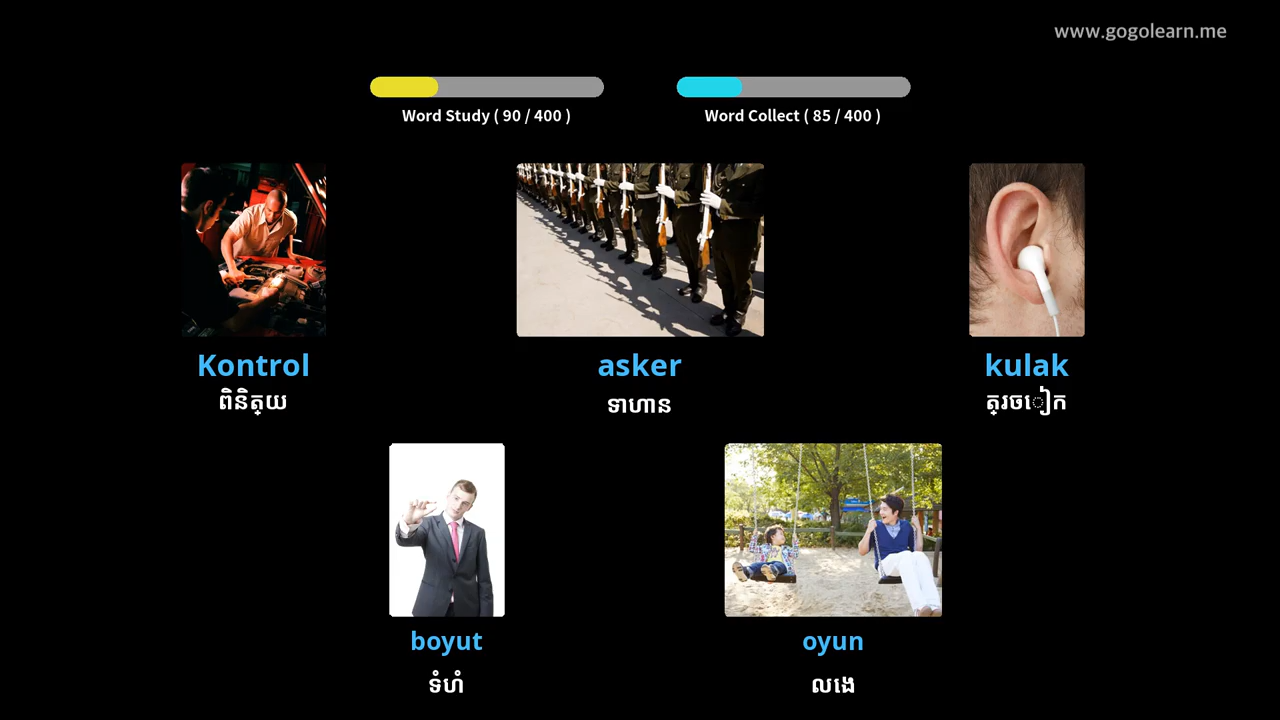 www.gogolearn.me
Word Study ( 90 / 400 )
Word Collect ( 85 / 400 )
Kontrol
ពិនិត្យ
asker
ទាហាន
kulak
ត្រចៀក
boyut
ទំហំ
oyun
លេង